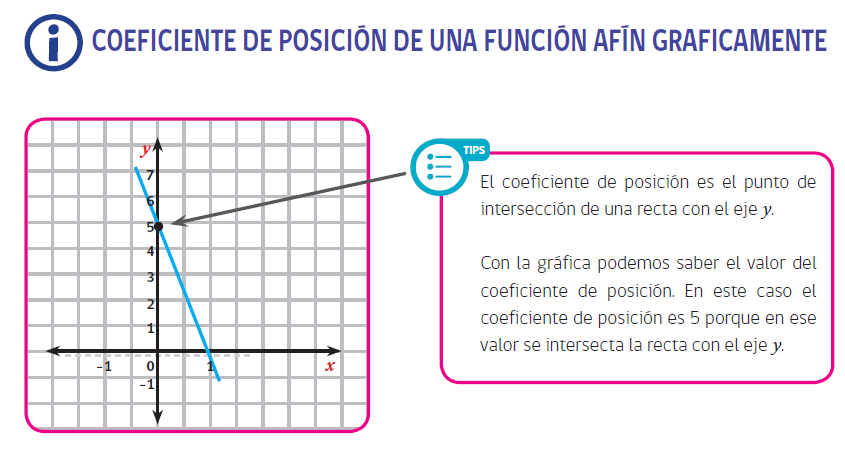 COEFICIENTE DE POSICIÓN DE UNA FUNCIÓN AFÍN GRAFICAMENTE
TIPS
El coeficiente de posición es el punto de
intersección de una recta con el eje y.
Con la gráfica podemos saber el valor del
coeficiente de posición. En este caso el
coeficiente de posición es 5 porque en ese
valor se intersecta la recta con el eje y.
y
7
6
5
4
3
2
1
-1 0 1 x
-1